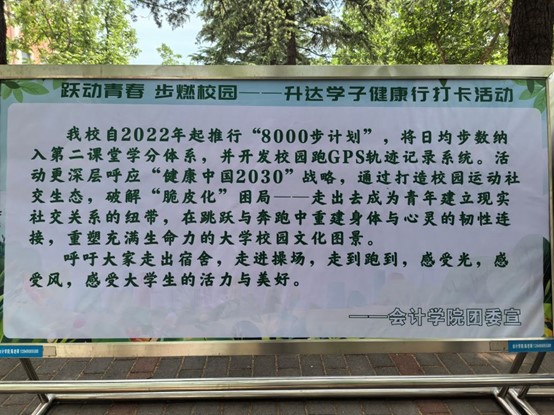 跃动青春 步燃校园——升达学子健康行打卡活动
我校自2022年起推行“8000步计划”，将日均步数纳
入第二课堂学分体系，并开发校园跑GPS轨迹记录系统。活
动更深层呼应“健康中国2030”战略，通过打造校园运动社
交生态，破解“脆皮化”困局——走出去成为青年建立现实
社交关系的纽带，在跳跃与奔跑中重建身体与心灵的韧性连
接，重塑充满生命力的大学校园文化图景。
呼吁大家走出宿舍，走进操场，走到跑到，感受光，感
受风，感受大学生的活力与美好。
——会计学院团委宣